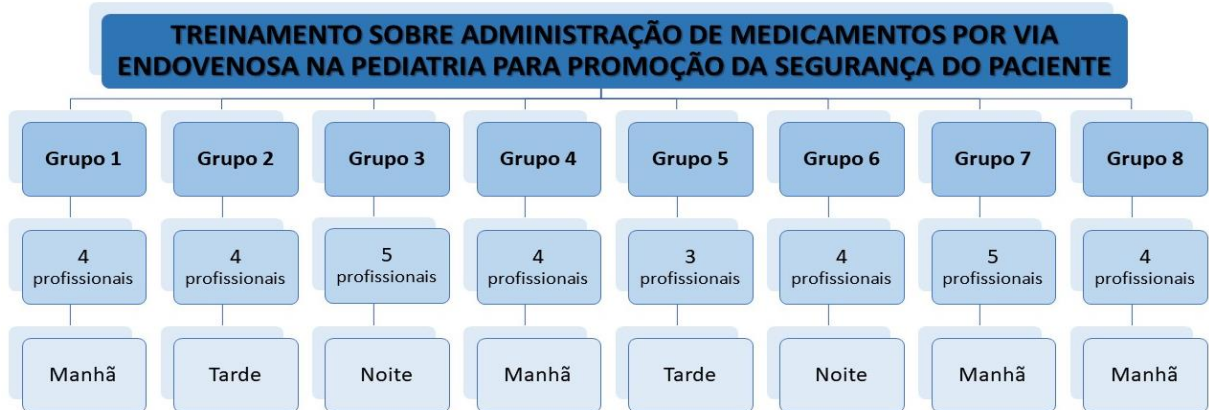 TREINAMENTO SOBRE ADMINISTRAÇÃO DE MEDICAMENTOS POR VIA
ENDOVENOSA NA PEDIATRIA PARA PROMOÇÃO DA SEGURANÇA DO PACIENTE
Grupo 1
Grupo 2
Grupo 3
Grupo 4
Grupo 5
Grupo 6
Grupo 7
Grupo 8
4
profissionais
4
profissionais
5
profissionais
4
profissionais
3
profissionais
4
profissionais
5
profissionais
4
profissionais
Manhã
Tarde
Noite
Manhã
Tarde
Noite
Manhã
Manhã